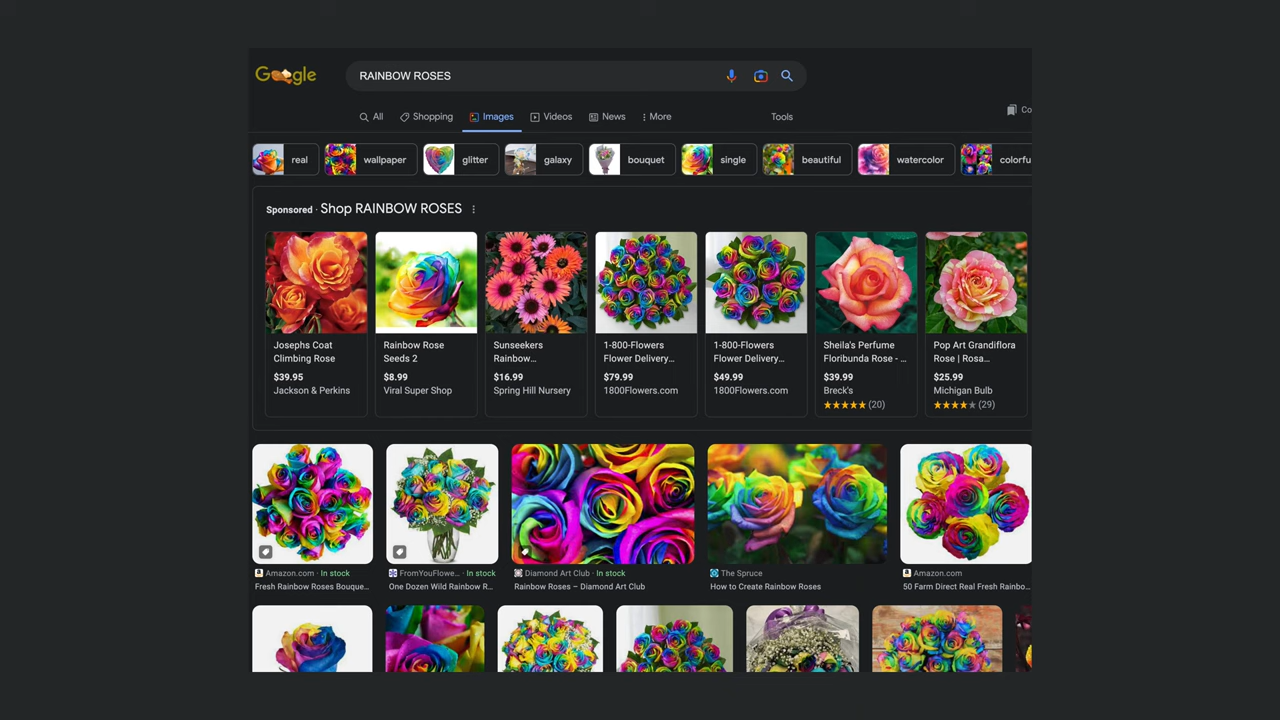 Google
RAINBOW ROSES
All
Shopping
Images
Videos
News
More
Tools
Co
real
wallpaper
glitter
galaxy
bouquet
single
beautiful
watercolor
colorfu
Sponsored · Shop RAINBOW ROSES
Josephs Coat
Climbing Rose
$39.95
Jackson & Perkins
Rainbow Rose
Seeds 2
$8.99
Viral Super Shop
Sunseekers
Rainbow...
$16.99
Spring Hill Nursery
1-800-Flowers
Flower Delivery...
$79.99
1800Flowers.com
1-800-Flowers
Flower Delivery...
$49.99
1800Flowers.com
Sheila's Perfume
Floribunda Rose - ...
$39.99
Breck's
(20)
Pop Art Grandiflora
Rose | Rosa...
$25.99
Michigan Bulb
(29)
Amazon.com · In stock
Fresh Rainbow Roses Bouque...
FromYouFlowe... · In stock
One Dozen Wild Rainbow R...
Diamond Art Club · In stock
Rainbow Roses – Diamond Art Club
The Spruce
How to Create Rainbow Roses
Amazon.com
50 Farm Direct Real Fresh Rainbo...